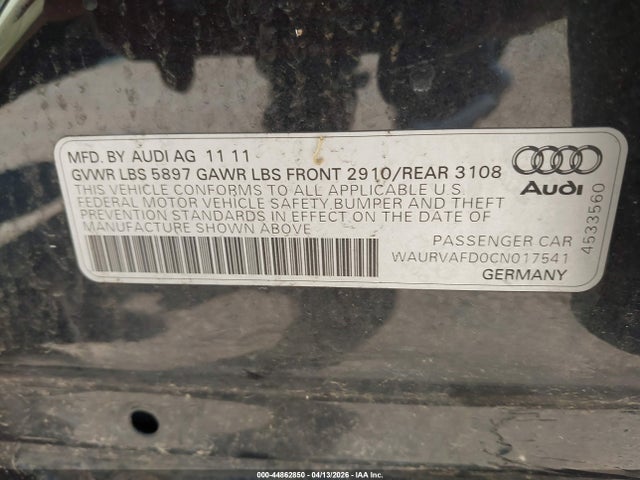 MFD. BY AUDI AG 11 11
GVWR LBS 5897 GAWR LBS FRONT 2910/REAR 3108
THIS VEHICLE CONFORMS TO ALL APPLICABLE U S
FEDERAL MOTOR VEHICLE SAFETY,BUMPER AND THEFT
PREVENTION STANDARDS IN EFFECT ON THE DATE OF
MANUFACTURE SHOWN ABOVE
Audi
4533560
PASSENGER CAR
WAURVAFD0CN017541
GERMANY
000-44862850 - 04/13/2026 - IAA Inc.